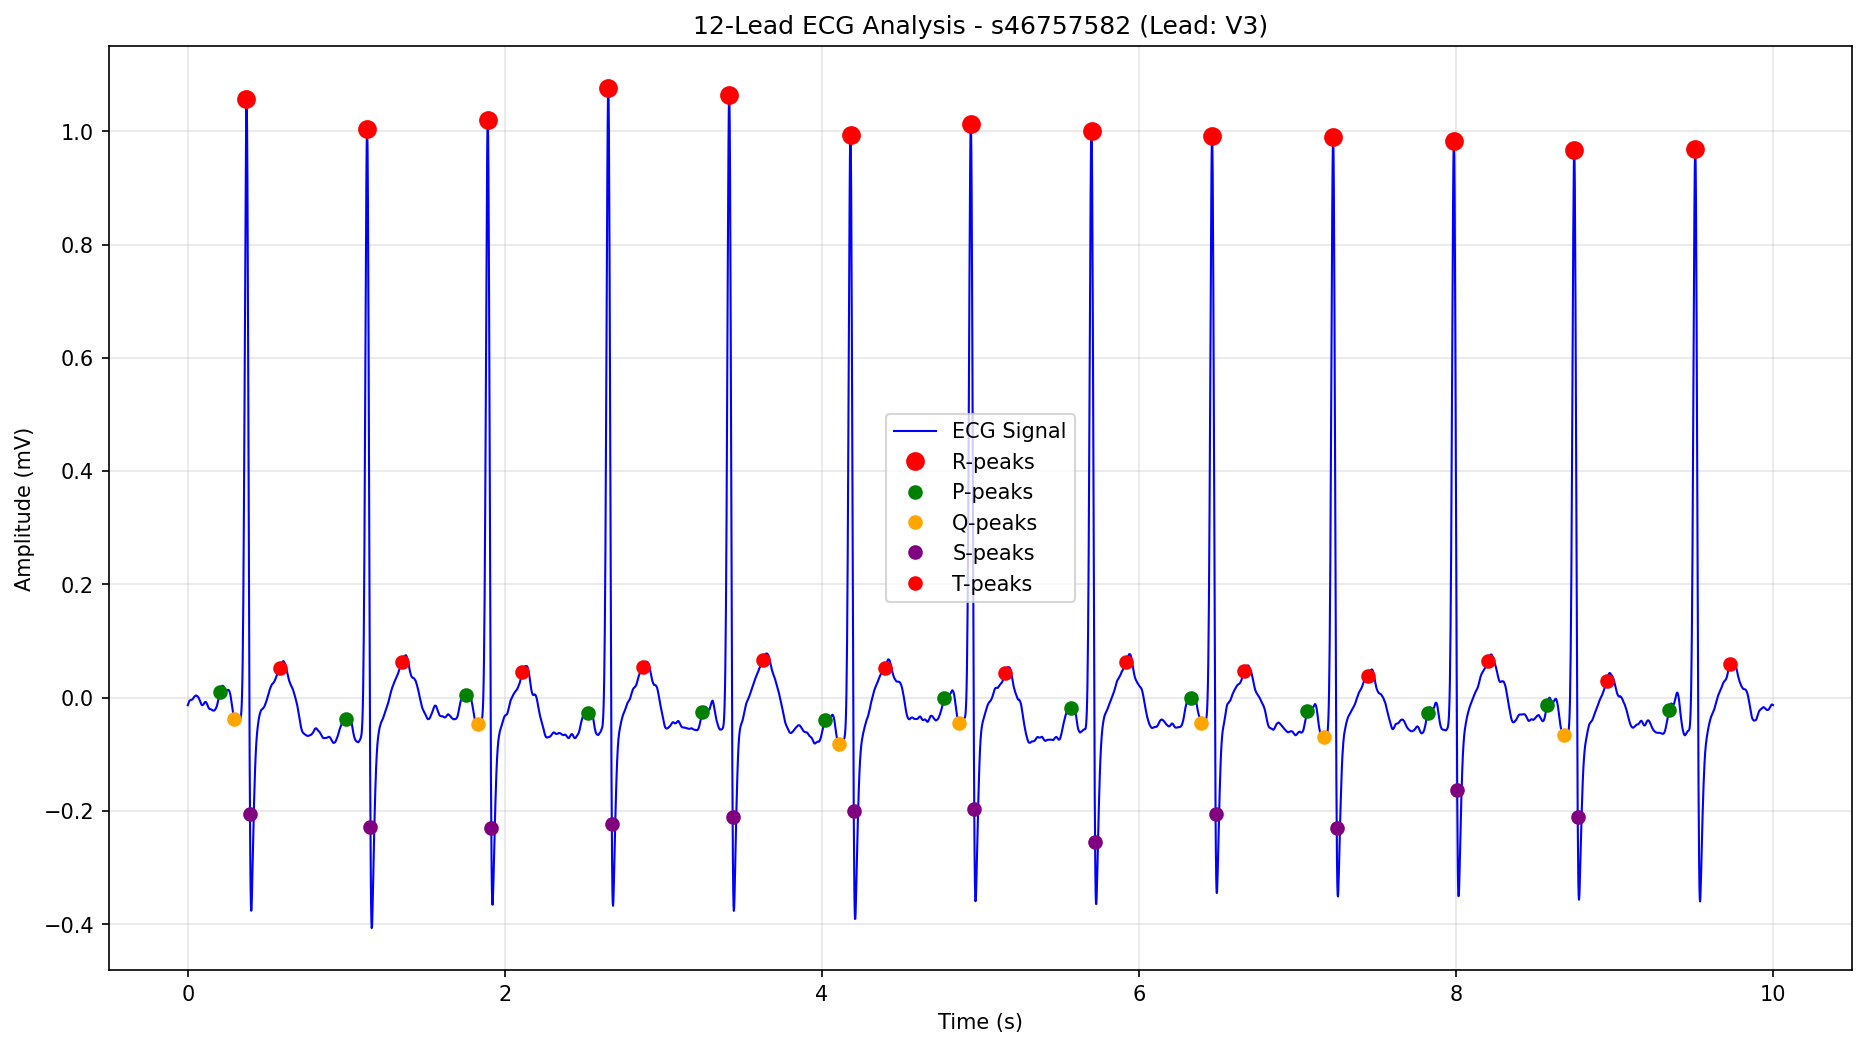 12-Lead ECG Analysis - s46757582 (Lead: V3)
Amplitude (mV)
1.0
0.8
0.6
0.4
0.2
0.0
−0.2
−0.4
ECG Signal
R-peaks
P-peaks
Q-peaks
S-peaks
T-peaks
0 2 4 6 8 10
Time (s)